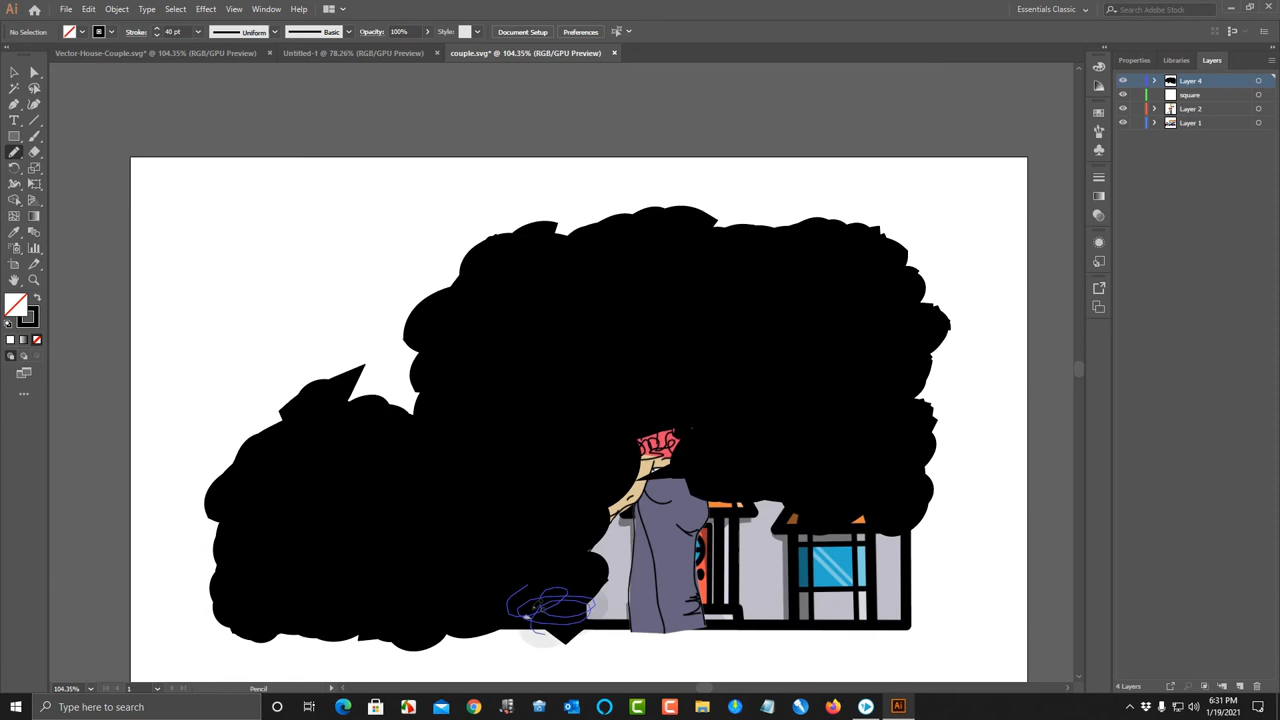 Ai File Edit Object Type Select Effect View Window Help Essentials Classic Search Adobe Stock
No Selection Stroke: 40 pt Uniform Basic Opacity: 100% Style: Document Setup Preferences
Vector-House-Couple.svg* @ 104.35% (RGB/GPU Preview) × Untitled-1 @ 78.26% (RGB/GPU Preview) × couple.svg* @ 104.35% (RGB/GPU Preview) ×
Properties Libraries Layers
Layer 4
square
Layer 2
Layer 1
104.35% 1 Pencil 4 Layers
Type here to search 6:31 PM
1/19/2021